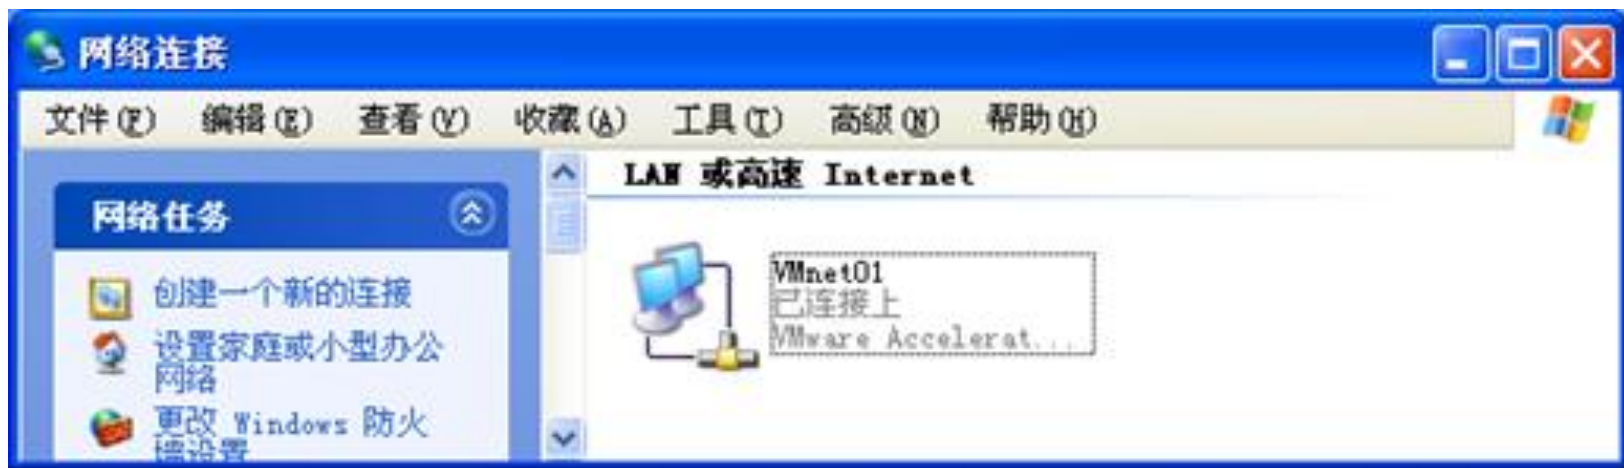 网络连接
文件(F) 编辑(E) 查看(V) 收藏(A) 工具(T) 高级(N) 帮助(H)
网络任务
创建一个新的连接
设置家庭或小型办公
网络
更改 Windows 防火
墙设置
LAN 或高速 Internet
VMnet01
已连接上
VMware Accelerat...